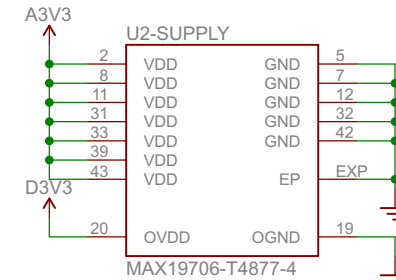 A3V3
U2-SUPPLY
2 VDD GND 5
8 VDD GND 7
11 VDD GND 12
31 VDD GND 32
33 VDD GND 42
39 VDD
43 VDD EP EXP
D3V3
20 OVDD OGND 19
MAX19706-T4877-4